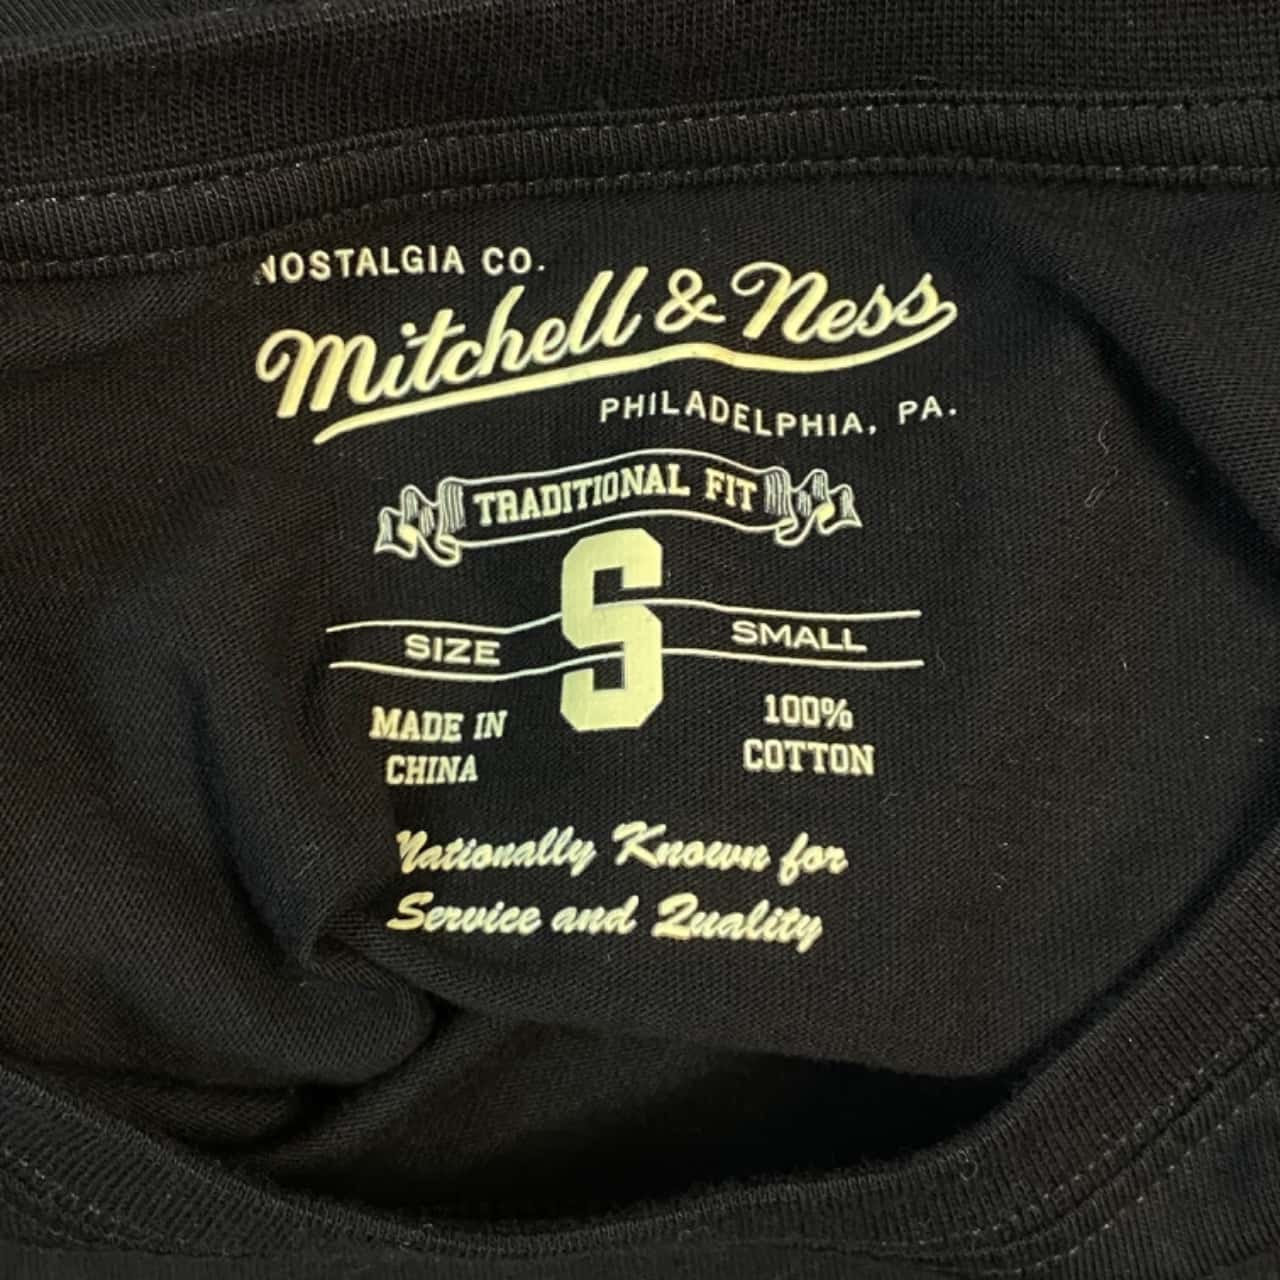 NOSTALGIA CO.
Mitchell & Ness
PHILADELPHIA, PA.
TRADITIONAL FIT
S
SIZE SMALL
MADE IN
CHINA
100%
COTTON
Nationally Known for
Service and Quality